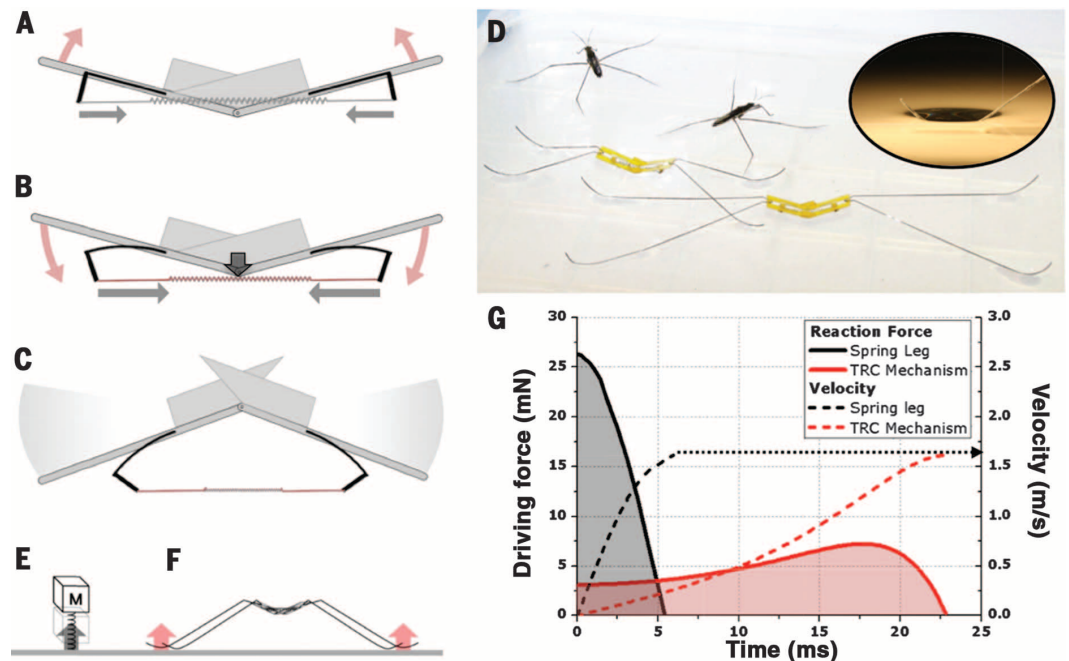 A
B
C
D
E
F
M
G
30
25
20
15
10
5
0
Driving force (mN)
3.0
2.5
2.0
1.5
1.0
0.5
0.0
Velocity (m/s)
0 5 10 15 20 25
Time (ms)
Reaction Force
Spring Leg
TRC Mechanism
Velocity
Spring leg
TRC Mechanism